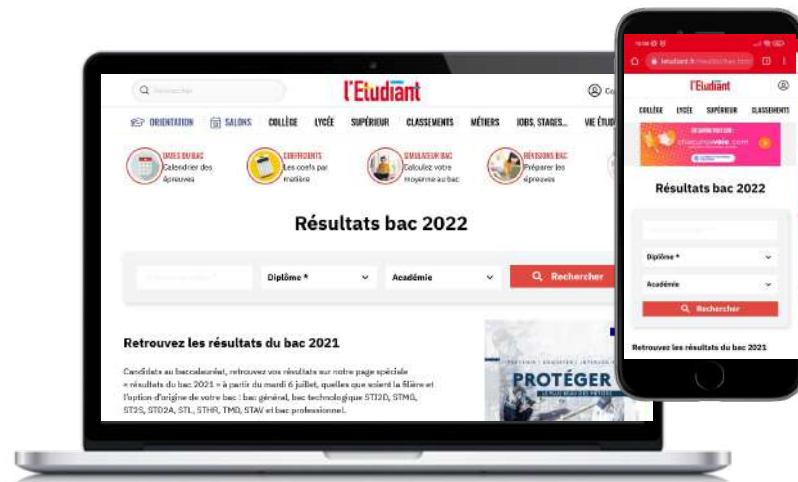 l'Etudiant
ORIENTATION SALONS COLLÈGE LYCÉE SUPÉRIEUR CLASSEMENTS MÉTIERS JOBS, STAGES... VIE ÉTUD
DATES DU BAC
Calendrier des
épreuves
COEFFICIENTS
Les coefs par
matière
SIMULATEUR BAC
Calculez votre
moyenne au bac
RÉVISIONS BAC
Préparer les
épreuves
Résultats bac 2022
Diplôme * Académie Rechercher
Retrouvez les résultats du bac 2021
Candidats au baccalauréat, retrouvez vos résultats sur notre page spéciale
« résultats du bac 2021 » à partir du mardi 6 juillet, quelles que soient la filière et
l'option d'origine de votre bac : bac général, bac technologique STI2D, STMG,
ST2S, STD2A, STL, STHR, TMD, STAV et bac professionnel.
PROTÉGER
l'Etudiant
COLLÈGE LYCÉE SUPÉRIEUR CLASSEMENTS
chacunsavoie.com
Résultats bac 2022
Diplôme *
Académie
Rechercher
Retrouvez les résultats du bac 2021